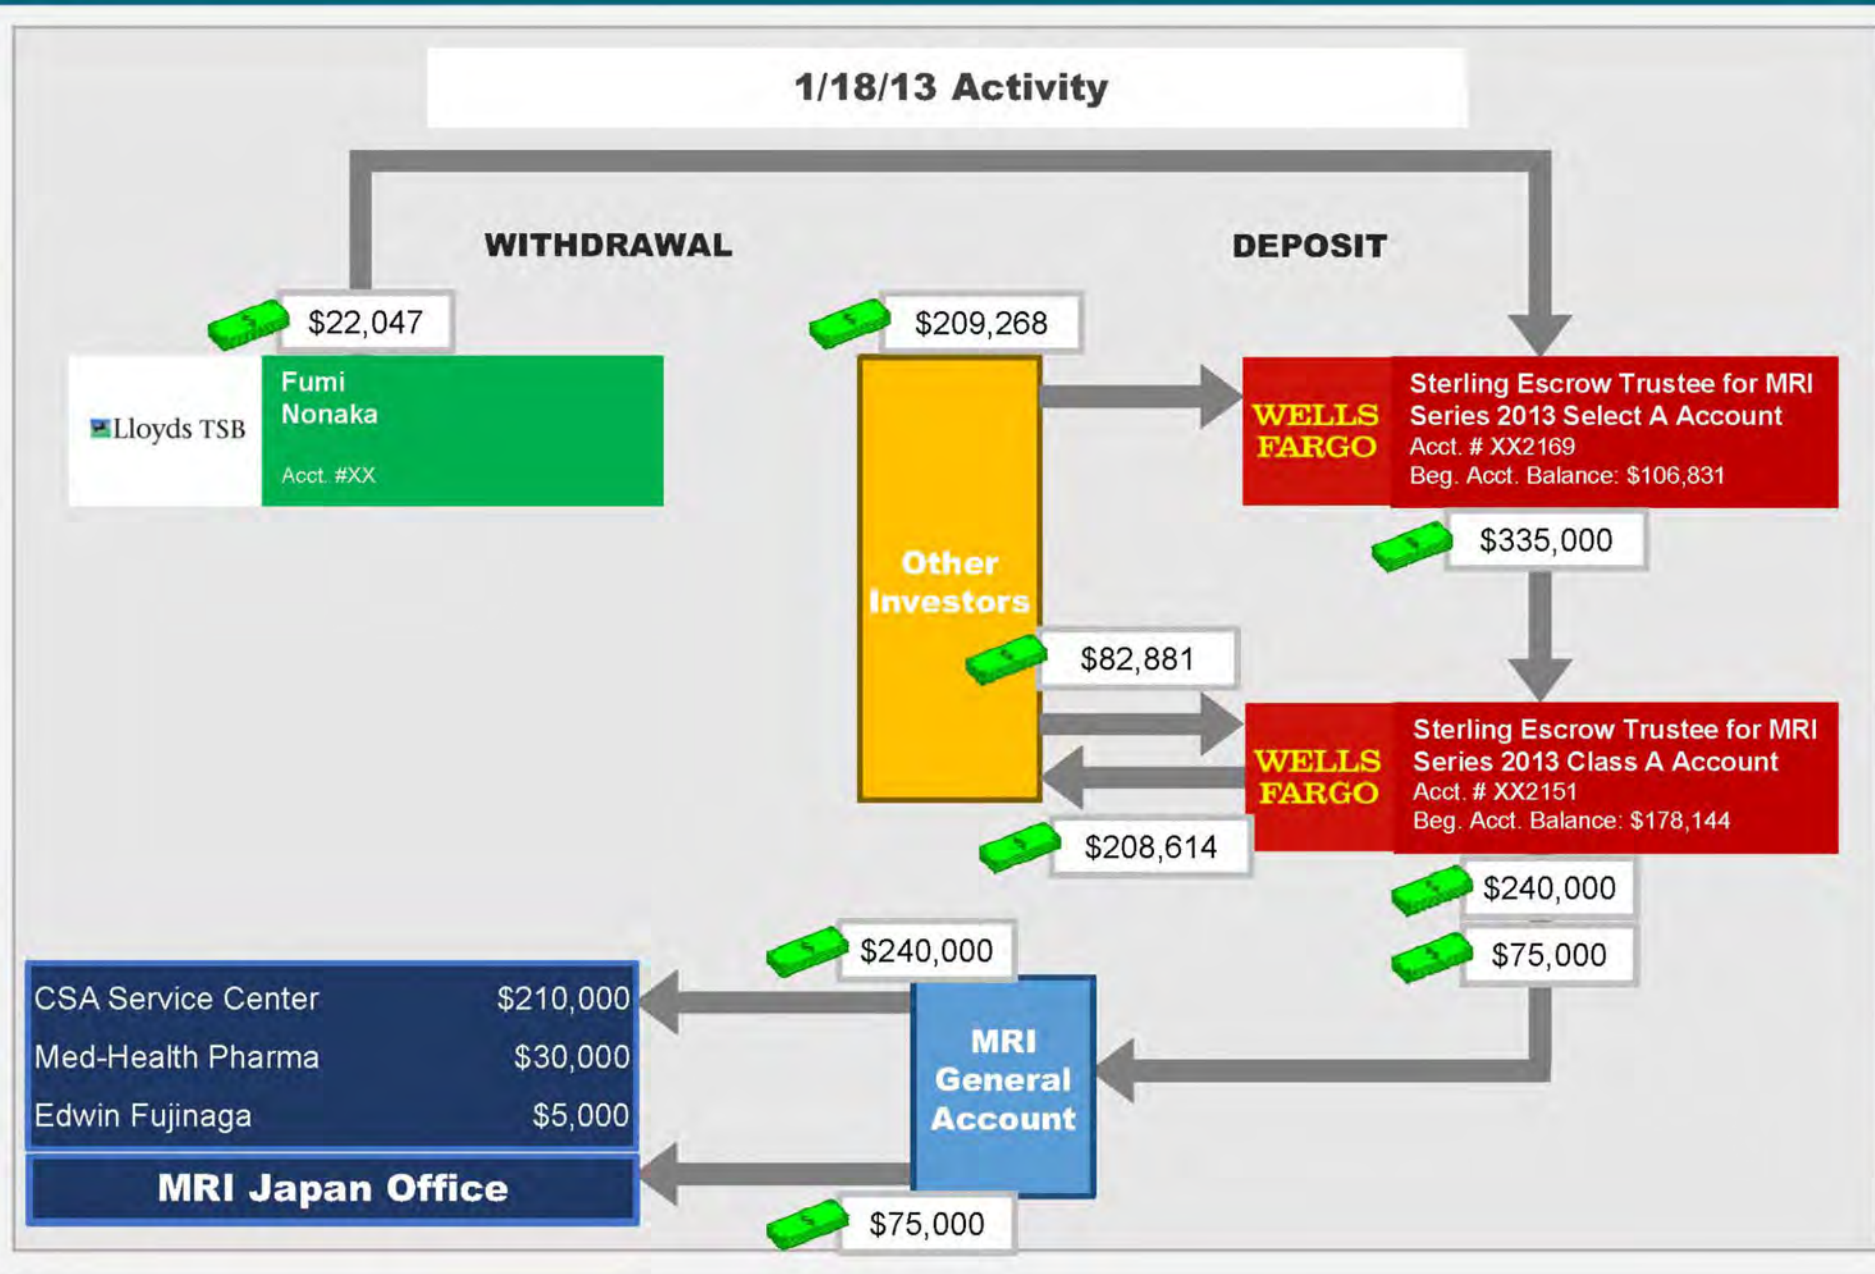 1/18/13 Activity
WITHDRAWAL
DEPOSIT
$22,047
$209,268
Lloyds TSB
Fumi
Nonaka
Acct. #XX
WELLS
FARGO
Sterling Escrow Trustee for MRI
Series 2013 Select A Account
Acct. # XX2169
Beg. Acct. Balance: $106,831
$335,000
Other
Investors
$82,881
WELLS
FARGO
Sterling Escrow Trustee for MRI
Series 2013 Class A Account
Acct. # XX2151
Beg. Acct. Balance: $178,144
$208,614
$240,000
$75,000
$240,000
MRI
General
Account
CSA Service Center $210,000
Med-Health Pharma $30,000
Edwin Fujinaga $5,000
MRI Japan Office
$75,000